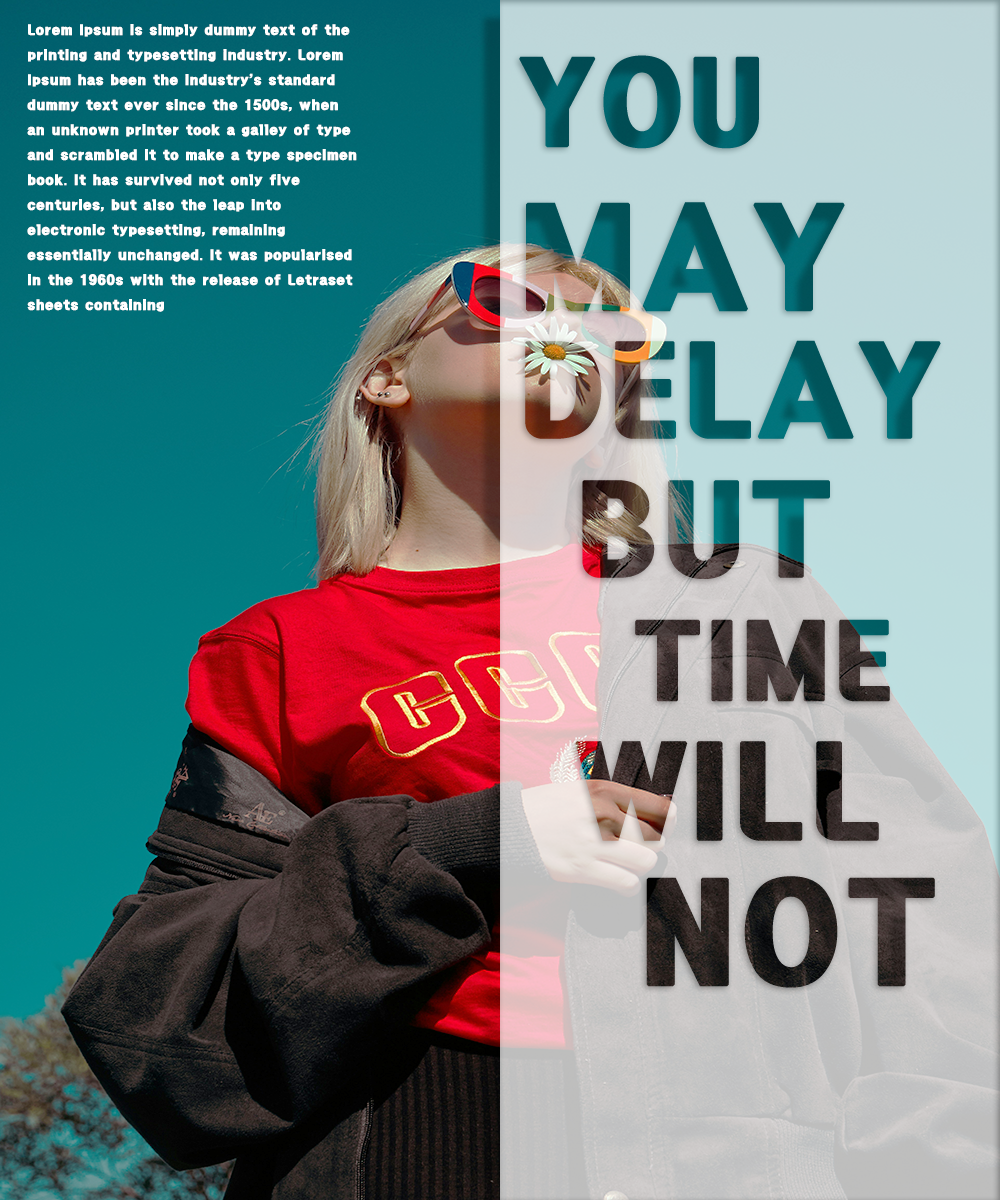 Lorem Ipsum is simply dummy text of the
printing and typesetting industry. Lorem
Ipsum has been the industry's standard
dummy text ever since the 1500s, when
an unknown printer took a galley of type
and scrambled it to make a type specimen
book. It has survived not only five
centuries, but also the leap into
electronic typesetting, remaining
essentially unchanged. It was popularised
in the 1960s with the release of Letraset
sheets containing
YOU
MAY
DELAY
BUT
TIME
WILL
NOT
CCC